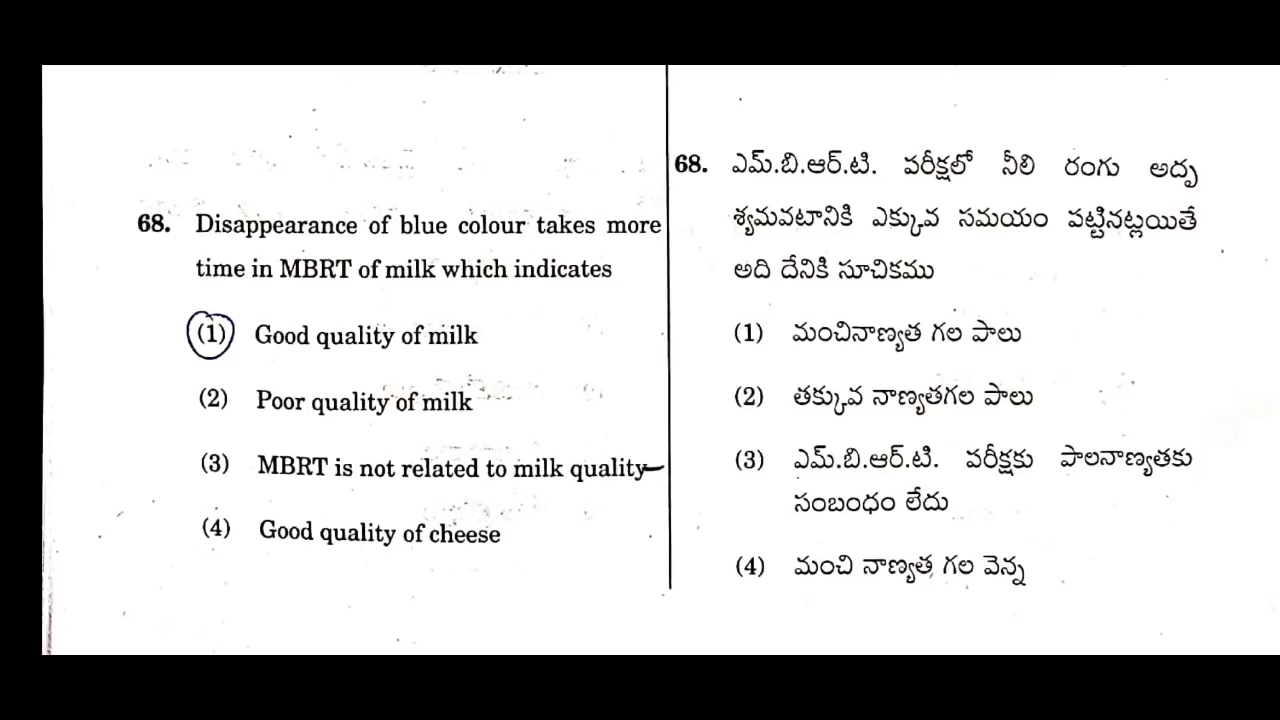 68. Disappearance of blue colour takes more
time in MBRT of milk which indicates
(1) Good quality of milk
(2) Poor quality of milk
(3) MBRT is not related to milk quality
(4) Good quality of cheese
68. ఎమ్.బి.ఆర్.టి. పరీక్షలో నీలి రంగు అదృ
శ్యమవటానికి ఎక్కువ సమయం పట్టినట్లయితే
అది దేనికి సూచికము
(1) మంచినాణ్యత గల పాలు
(2) తక్కువ నాణ్యతగల పాలు
(3) ఎమ్.బి.ఆర్.టి. పరీక్షకు పాలనాణ్యతకు
సంబంధం లేదు
(4) మంచి నాణ్యత గల వెన్న